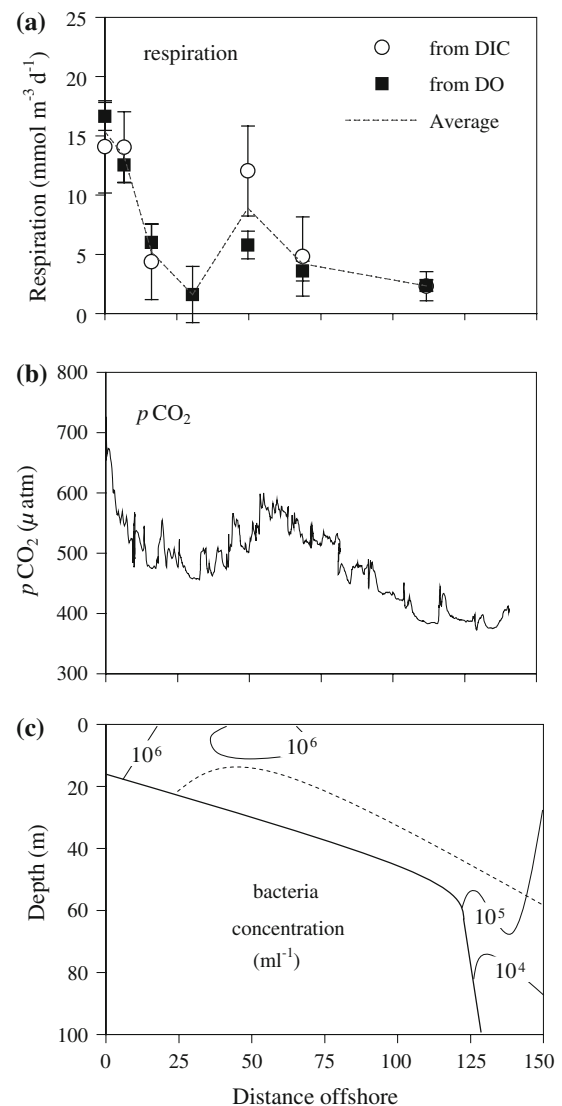 (a)
25
20
15
10
5
0
Respiration (mmol m⁻³ d⁻¹)
respiration
from DIC
from DO
Average
(b)
800
700
600
500
400
300
pCO₂ (µatm)
pCO₂
(c)
0
20
40
60
80
100
Depth (m)
10⁶
10⁶
10⁵
10⁴
bacteria
concentration
(ml⁻¹)
0
25
50
75
100
125
150
Distance offshore